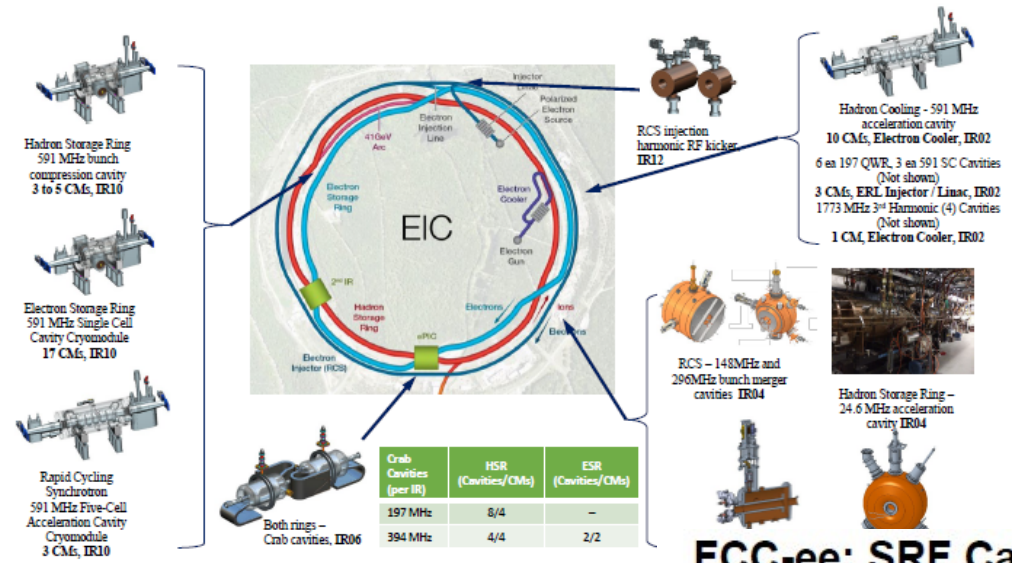 Hadron Storage Ring
591 MHz bunch
compression cavity
3 to 5 CMs, IR10
Electron Storage Ring
591 MHz Single Cell
Cavity Cryomodule
17 CMs, IR10
Rapid Cycling
Synchrotron
591 MHz Five-Cell
Acceleration Cavity
Cryomodule
3 CMs, IR10
Injector
Polarized
Electron
Source
Electron
Injection
Line
41GeV
Arc
Electron
Storage
Ring
EIC
Electron
Cooler
Electron
Gun
2nd IR
Hadron
Storage
Ring
ePIC
Electrons
Ions
Electrons
Electron
Injector (RCS)
RCS injection
harmonic RF kicker,
IR12
Hadron Cooling - 591 MHz
acceleration cavity
10 CMs, Electron Cooler, IR02
6 ea 197 QWR, 3 ea 591 SC Cavities
(Not shown)
3 CMs, ERL Injector / Linac, IR02
1773 MHz 3rd Harmonic (4) Cavities
(Not shown)
1 CM, Electron Cooler, IR02
RCS – 148MHz and
296MHz bunch merger
cavities IR04
Hadron Storage Ring –
24.6 MHz acceleration
cavity IR04
Both rings –
Crab cavities, IR06
Crab Cavities (per IR) HSR (Cavities/CMs) ESR (Cavities/CMs)
197 MHz 8/4 –
394 MHz 4/4 2/2